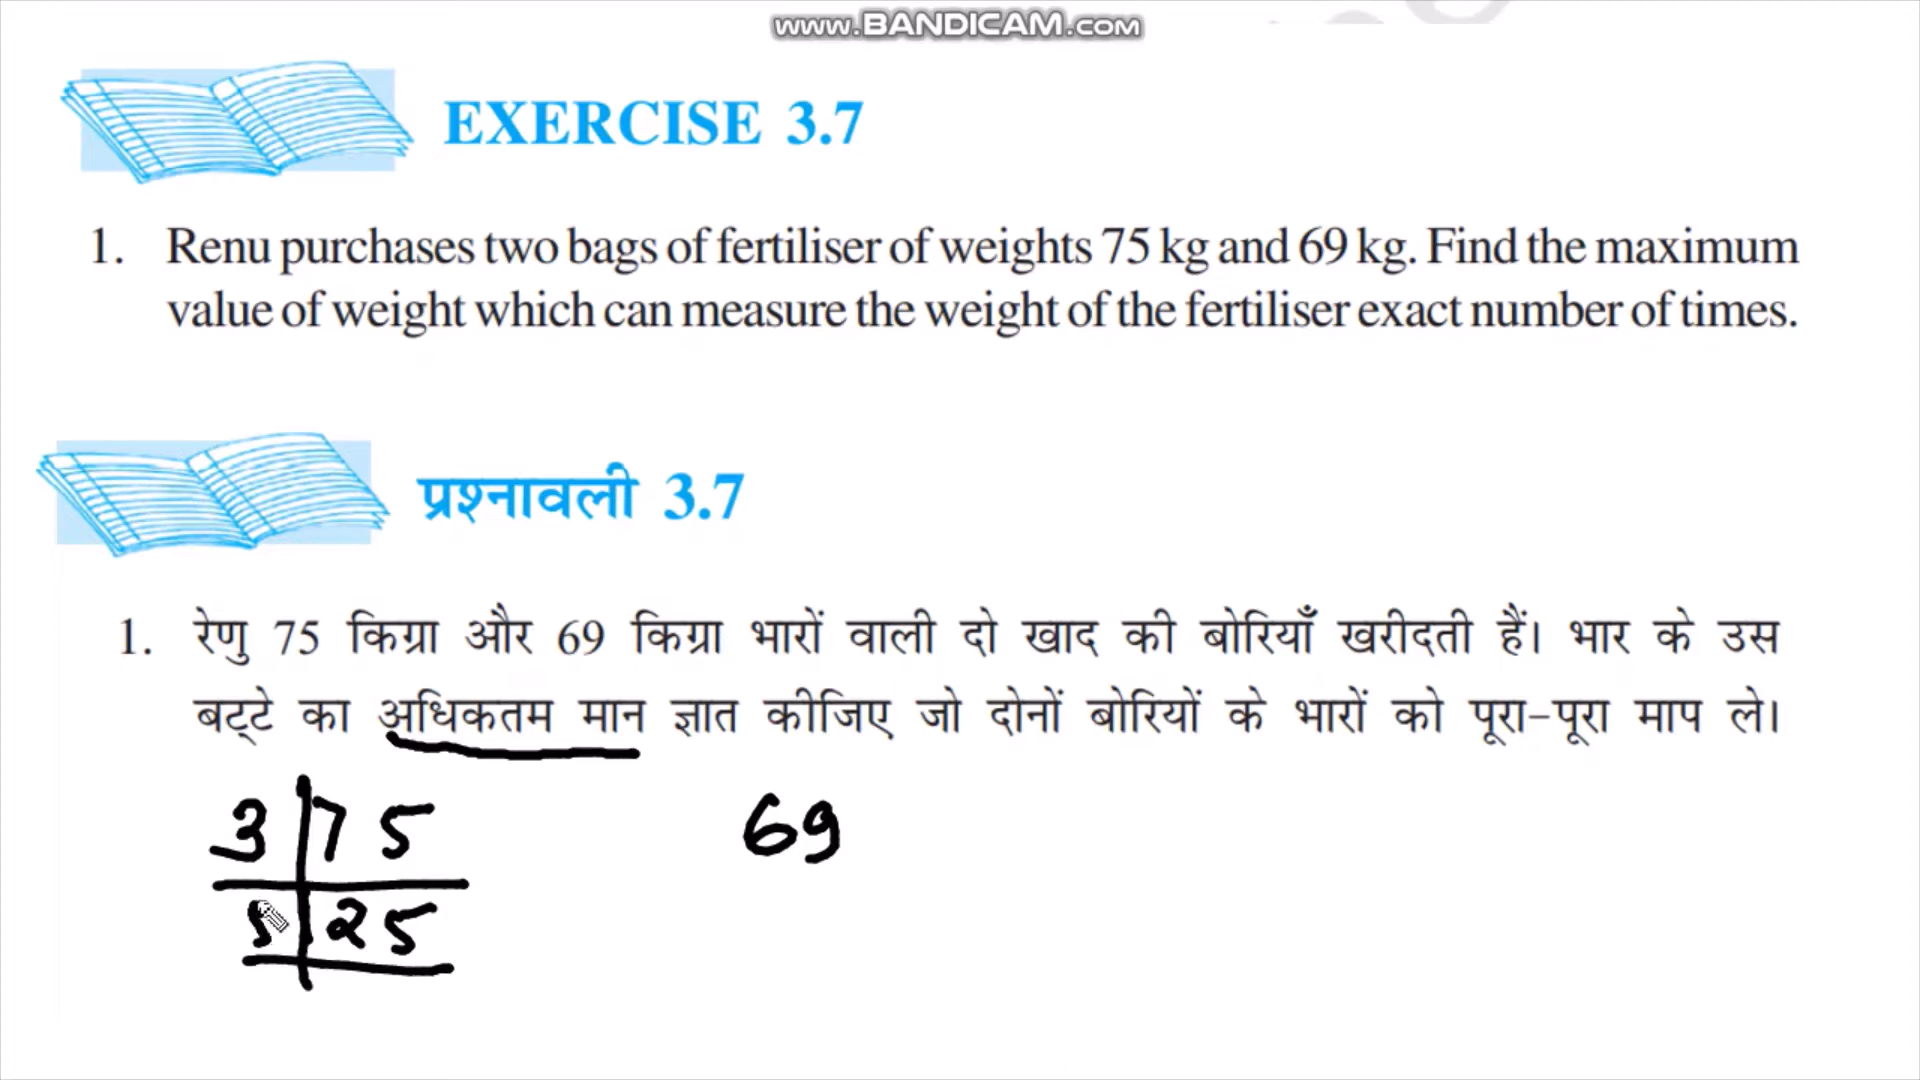 www.BANDICAM.com
EXERCISE 3.7
1. Renu purchases two bags of fertiliser of weights 75 kg and 69 kg. Find the maximum
value of weight which can measure the weight of the fertiliser exact number of times.
प्रश्नावली 3.7
1. रेणु 75 किग्रा और 69 किग्रा भारों वाली दो खाद की बोरियाँ खरीदती हैं। भार के उस
बट्टे का अधिकतम मान ज्ञात कीजिए जो दोनों बोरियों के भारों को पूरा-पूरा माप ले।
3 75 69
5 25